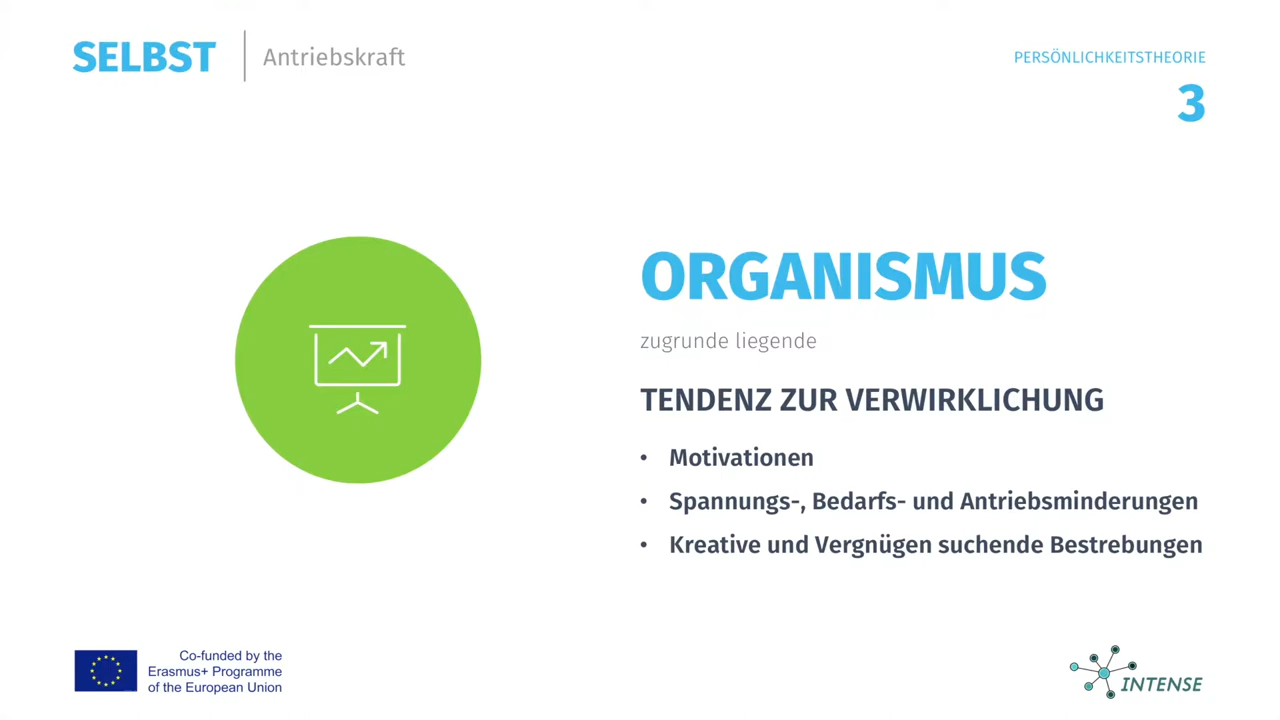 SELBST
Antriebskraft
PERSÖNLICHKEITSTHEORIE
3
ORGANISMUS
zugrunde liegende
TENDENZ ZUR VERWIRKLICHUNG
• Motivationen
• Spannungs-, Bedarfs- und Antriebsminderungen
• Kreative und Vergnügen suchende Bestrebungen
Co-funded by the
Erasmus+ Programme
of the European Union
INTENSE